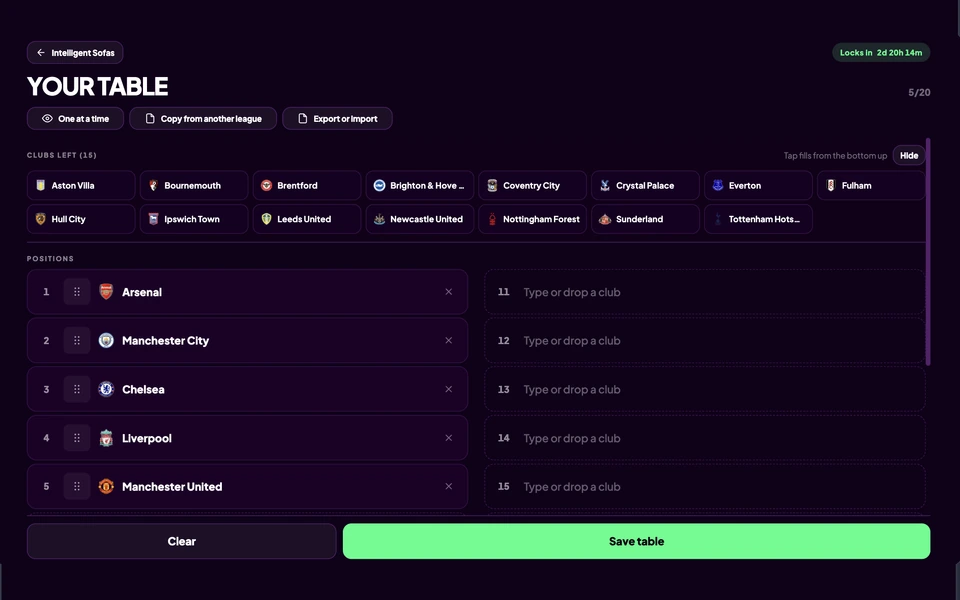 Intelligent Sofas
Locks in 2d 20h 14m
YOUR TABLE
5/20
One at a time
Copy from another league
Export or import
CLUBS LEFT (15)
Tap fills from the bottom up
Hide
Aston Villa
Bournemouth
Brentford
Brighton & Hove ...
Coventry City
Crystal Palace
Everton
Fulham
Hull City
Ipswich Town
Leeds United
Newcastle United
Nottingham Forest
Sunderland
Tottenham Hots...
POSITIONS
1 Arsenal
11 Type or drop a club
2 Manchester City
12 Type or drop a club
3 Chelsea
13 Type or drop a club
4 Liverpool
14 Type or drop a club
5 Manchester United
15 Type or drop a club
Clear
Save table